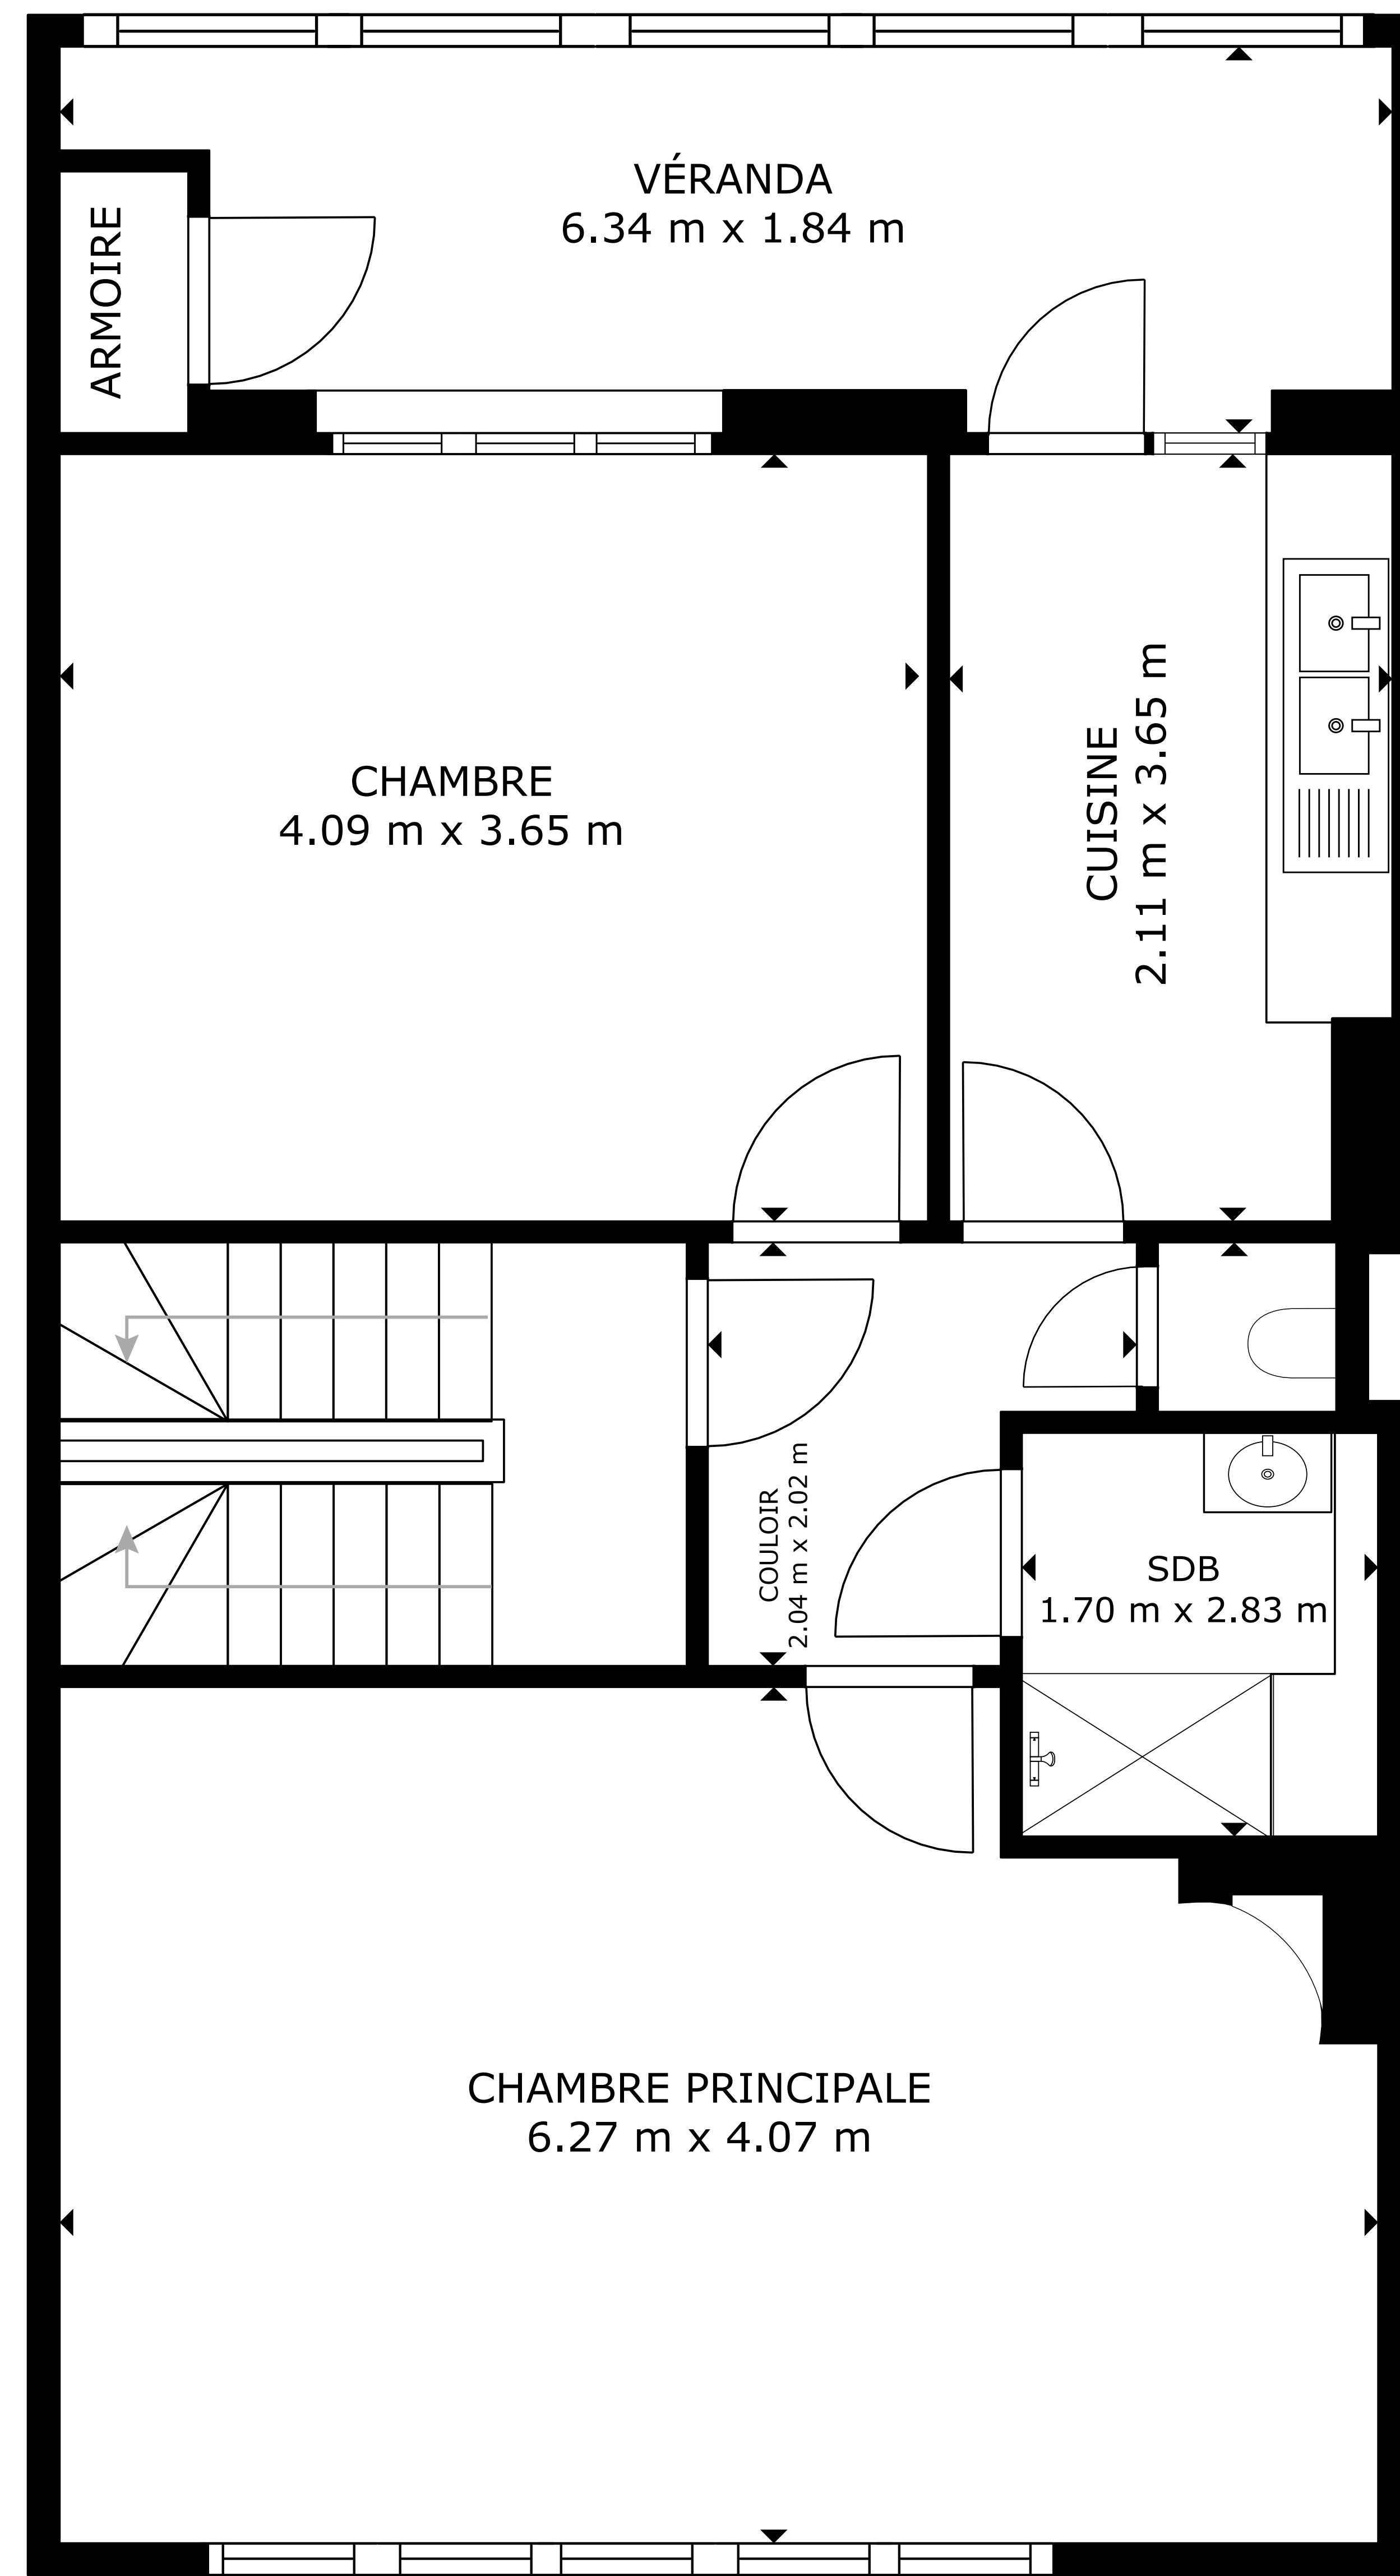 VÉRANDA
6.34 m x 1.84 m
ARMOIRE
CHAMBRE
4.09 m x 3.65 m
CUISINE
2.11 m x 3.65 m
COULOIR
2.04 m x 2.02 m
SDB
1.70 m x 2.83 m
CHAMBRE PRINCIPALE
6.27 m x 4.07 m